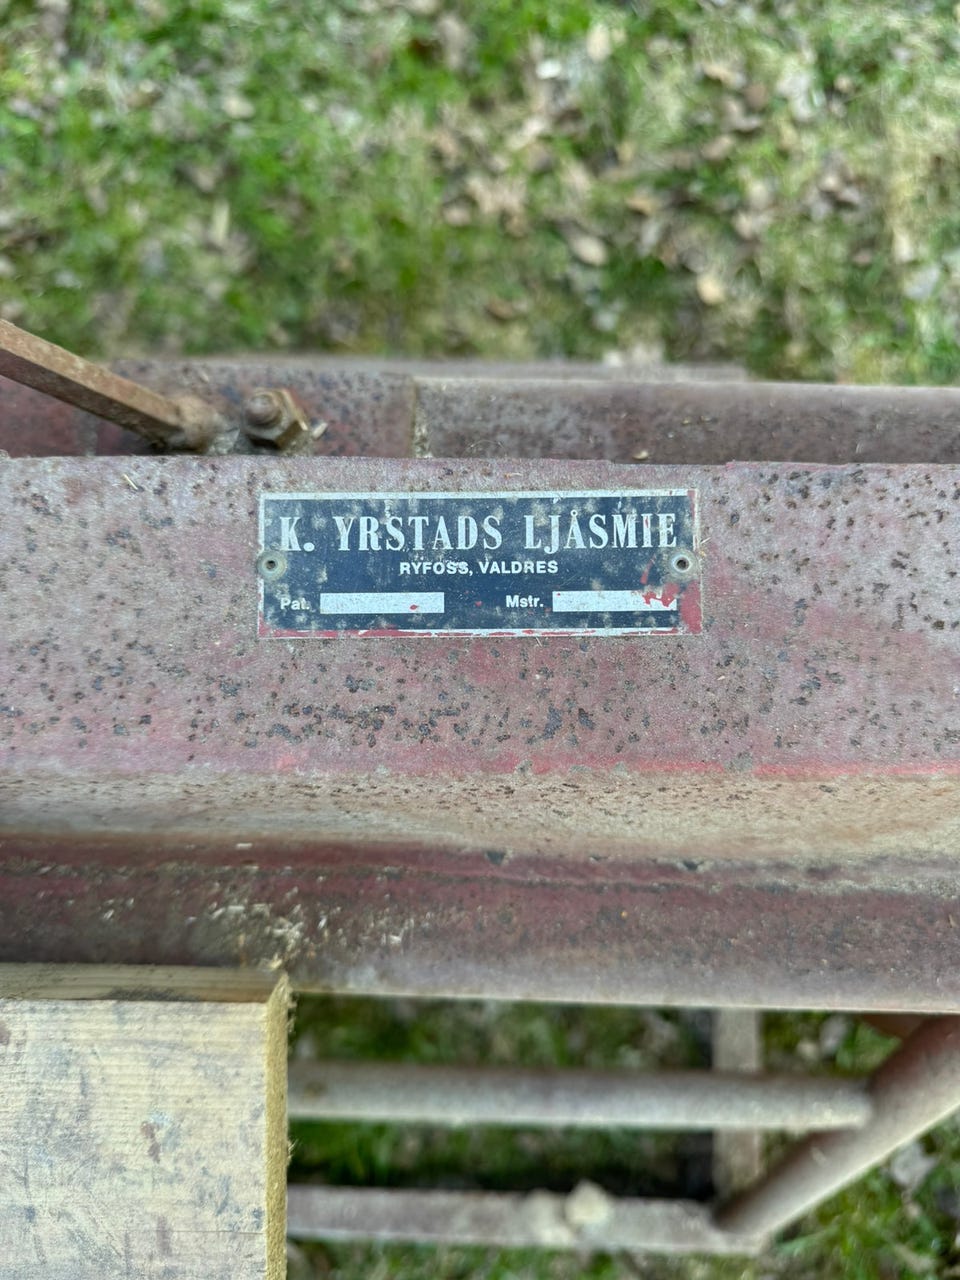 K. YRSTADS LJÅSMIE
RYFOSS, VALDRES
Pat. Mstr.